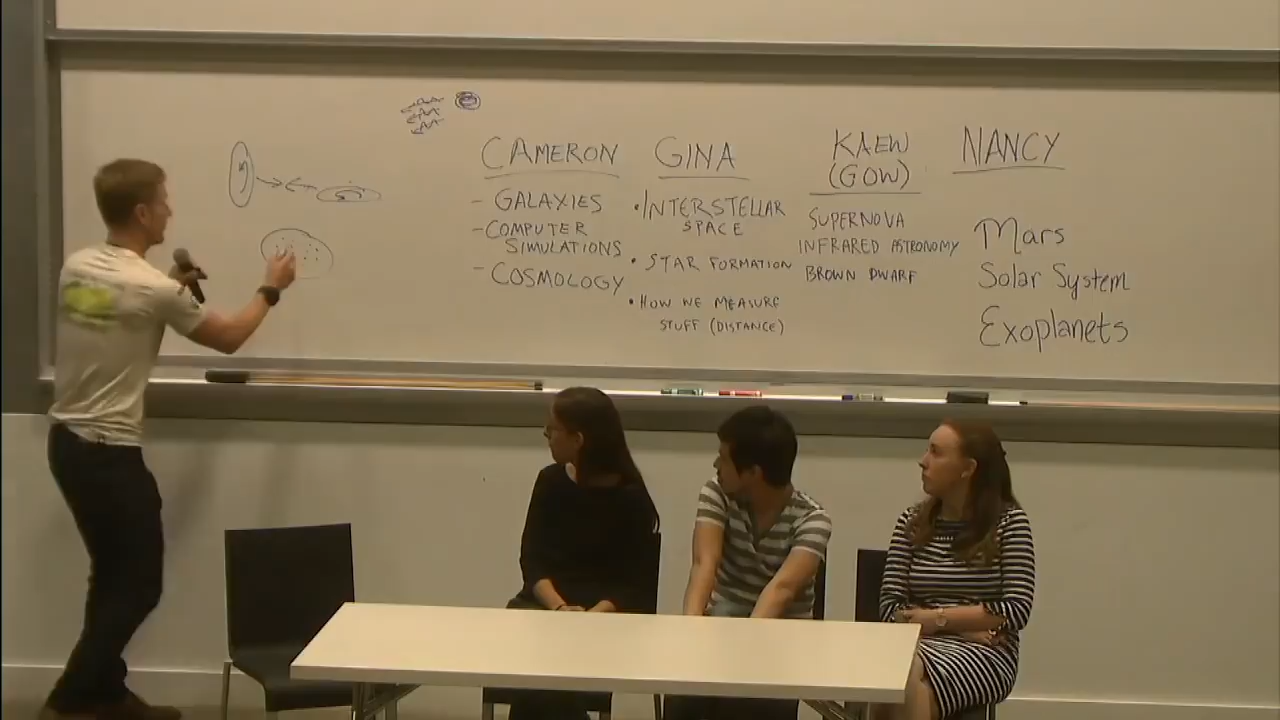 CAMERON
- GALAXIES
- COMPUTER
SIMULATIONS
- COSMOLOGY
GINA
• INTERSTELLAR
SPACE
• STAR FORMATION
• HOW WE MEASURE
STUFF (DISTANCE)
KAEW
(GOW)
SUPERNOVA
INFRARED ASTRONOMY
BROWN DWARF
NANCY
Mars
Solar System
Exoplanets